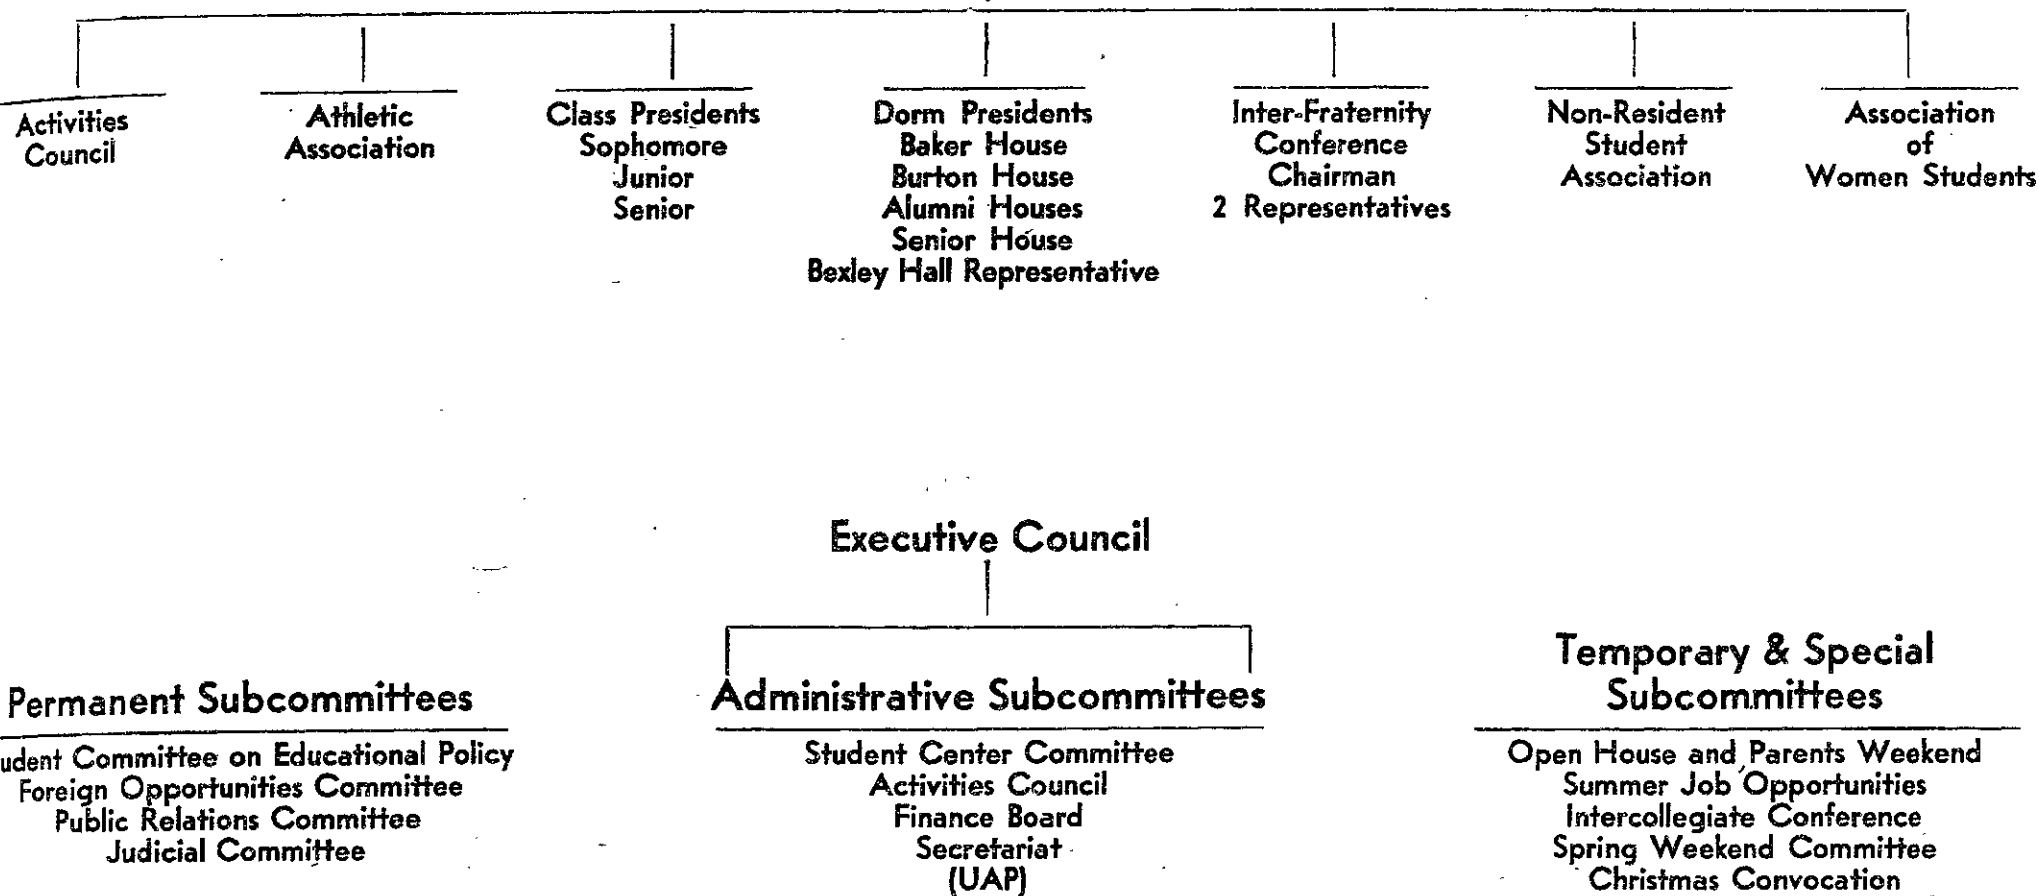 Activities
Council
Athletic
Association
Class Presidents
Sophomore
Junior
Senior
Dorm Presidents
Baker House
Burton House
Alumni Houses
Senior House
Bexley Hall Representative
Inter-Fraternity
Conference
Chairman
2 Representatives
Non-Resident
Student
Association
Association
of
Women Students
Executive Council
Permanent Subcommittees
udent Committee on Educational Policy
Foreign Opportunities Committee
Public Relations Committee
Judicial Committee
Administrative Subcommittees
Student Center Committee
Activities Council
Finance Board
Secretariat
(UAP)
Temporary & Special
Subcommittees
Open House and Parents Weekend
Summer Job Opportunities
Intercollegiate Conference
Spring Weekend Committee
Christmas Convocation